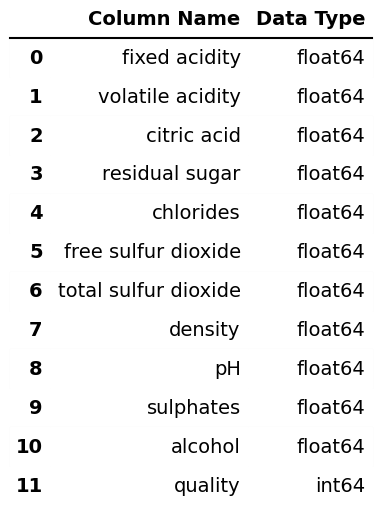 Column Name Data Type
0 fixed acidity float64
1 volatile acidity float64
2 citric acid float64
3 residual sugar float64
4 chlorides float64
5 free sulfur dioxide float64
6 total sulfur dioxide float64
7 density float64
8 pH float64
9 sulphates float64
10 alcohol float64
11 quality int64